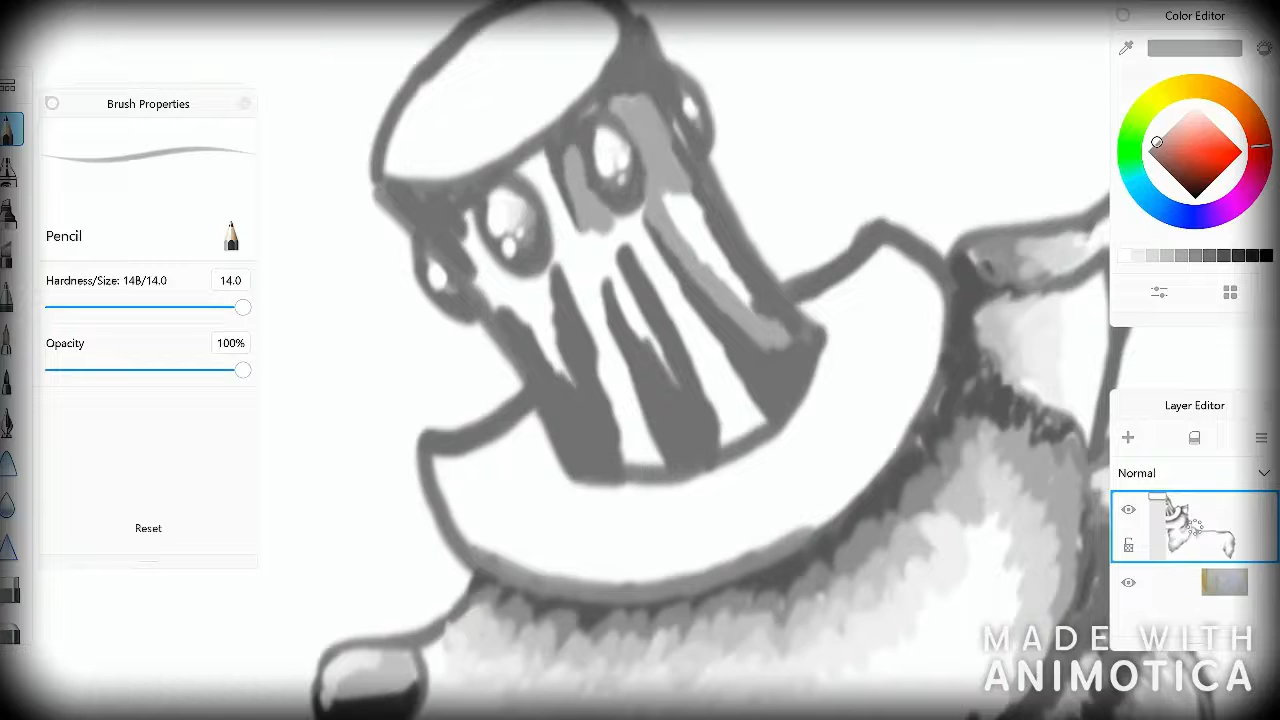 Color Editor
Brush Properties
Pencil
Hardness/Size: 14B/14.0
14.0
Opacity
100%
Reset
Layer Editor
Normal
MADE WITH
ANIMOTICA